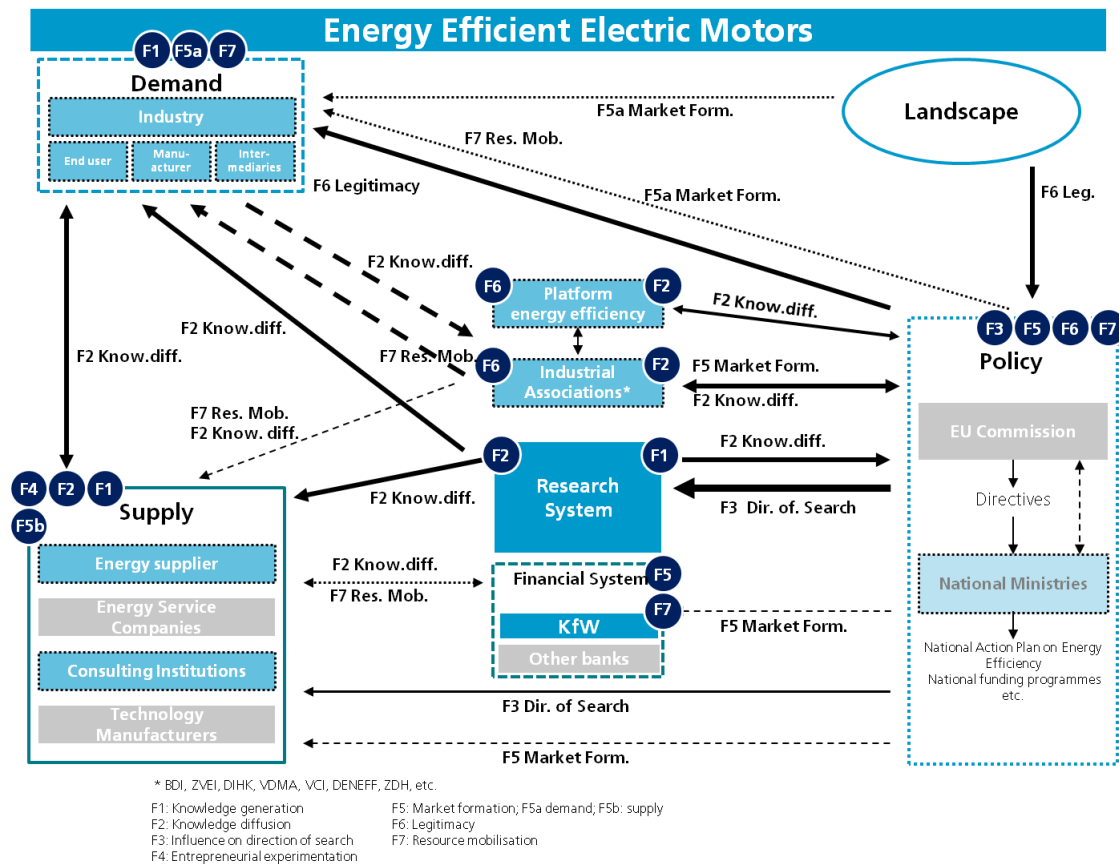 Energy Efficient Electric Motors
F1 F5a F7
Demand
Industry
End user
Manu-
facturer
Inter-
mediaries
F5a Market Form.
Landscape
F7 Res. Mob.
F6 Legitimacy
F5a Market Form.
F6 Leg.
F2 Know.diff.
F6
F2
Platform
energy efficiency
F2 Know.diff.
F2 Know.diff.
F2 Know.diff.
F7 Res. Mob.
F6
F2
Industrial
Associations*
F5 Market Form.
F2 Know.diff.
F3 F5 F6 F7
Policy
EU Commission
Directives
National Ministries
National Action Plan on Energy
Efficiency
National funding programmes
etc.
F7 Res. Mob.
F2 Know. diff.
F2
F1
Research
System
F2 Know.diff.
F3 Dir. of. Search
F2 Know.diff.
F4 F2 F1
F5b
Supply
Energy supplier
Energy Service
Companies
Consulting Institutions
Technology
Manufacturers
F2 Know.diff.
F7 Res. Mob.
Financial System
F5
F7
KfW
Other banks
F5 Market Form.
F3 Dir. of Search
F5 Market Form.
* BDI, ZVEI, DIHK, VDMA, VCI, DENEFF, ZDH, etc.
F1: Knowledge generation
F2: Knowledge diffusion
F3: Influence on direction of search
F4: Entrepreneurial experimentation
F5: Market formation; F5a demand; F5b: supply
F6: Legitimacy
F7: Resource mobilisation